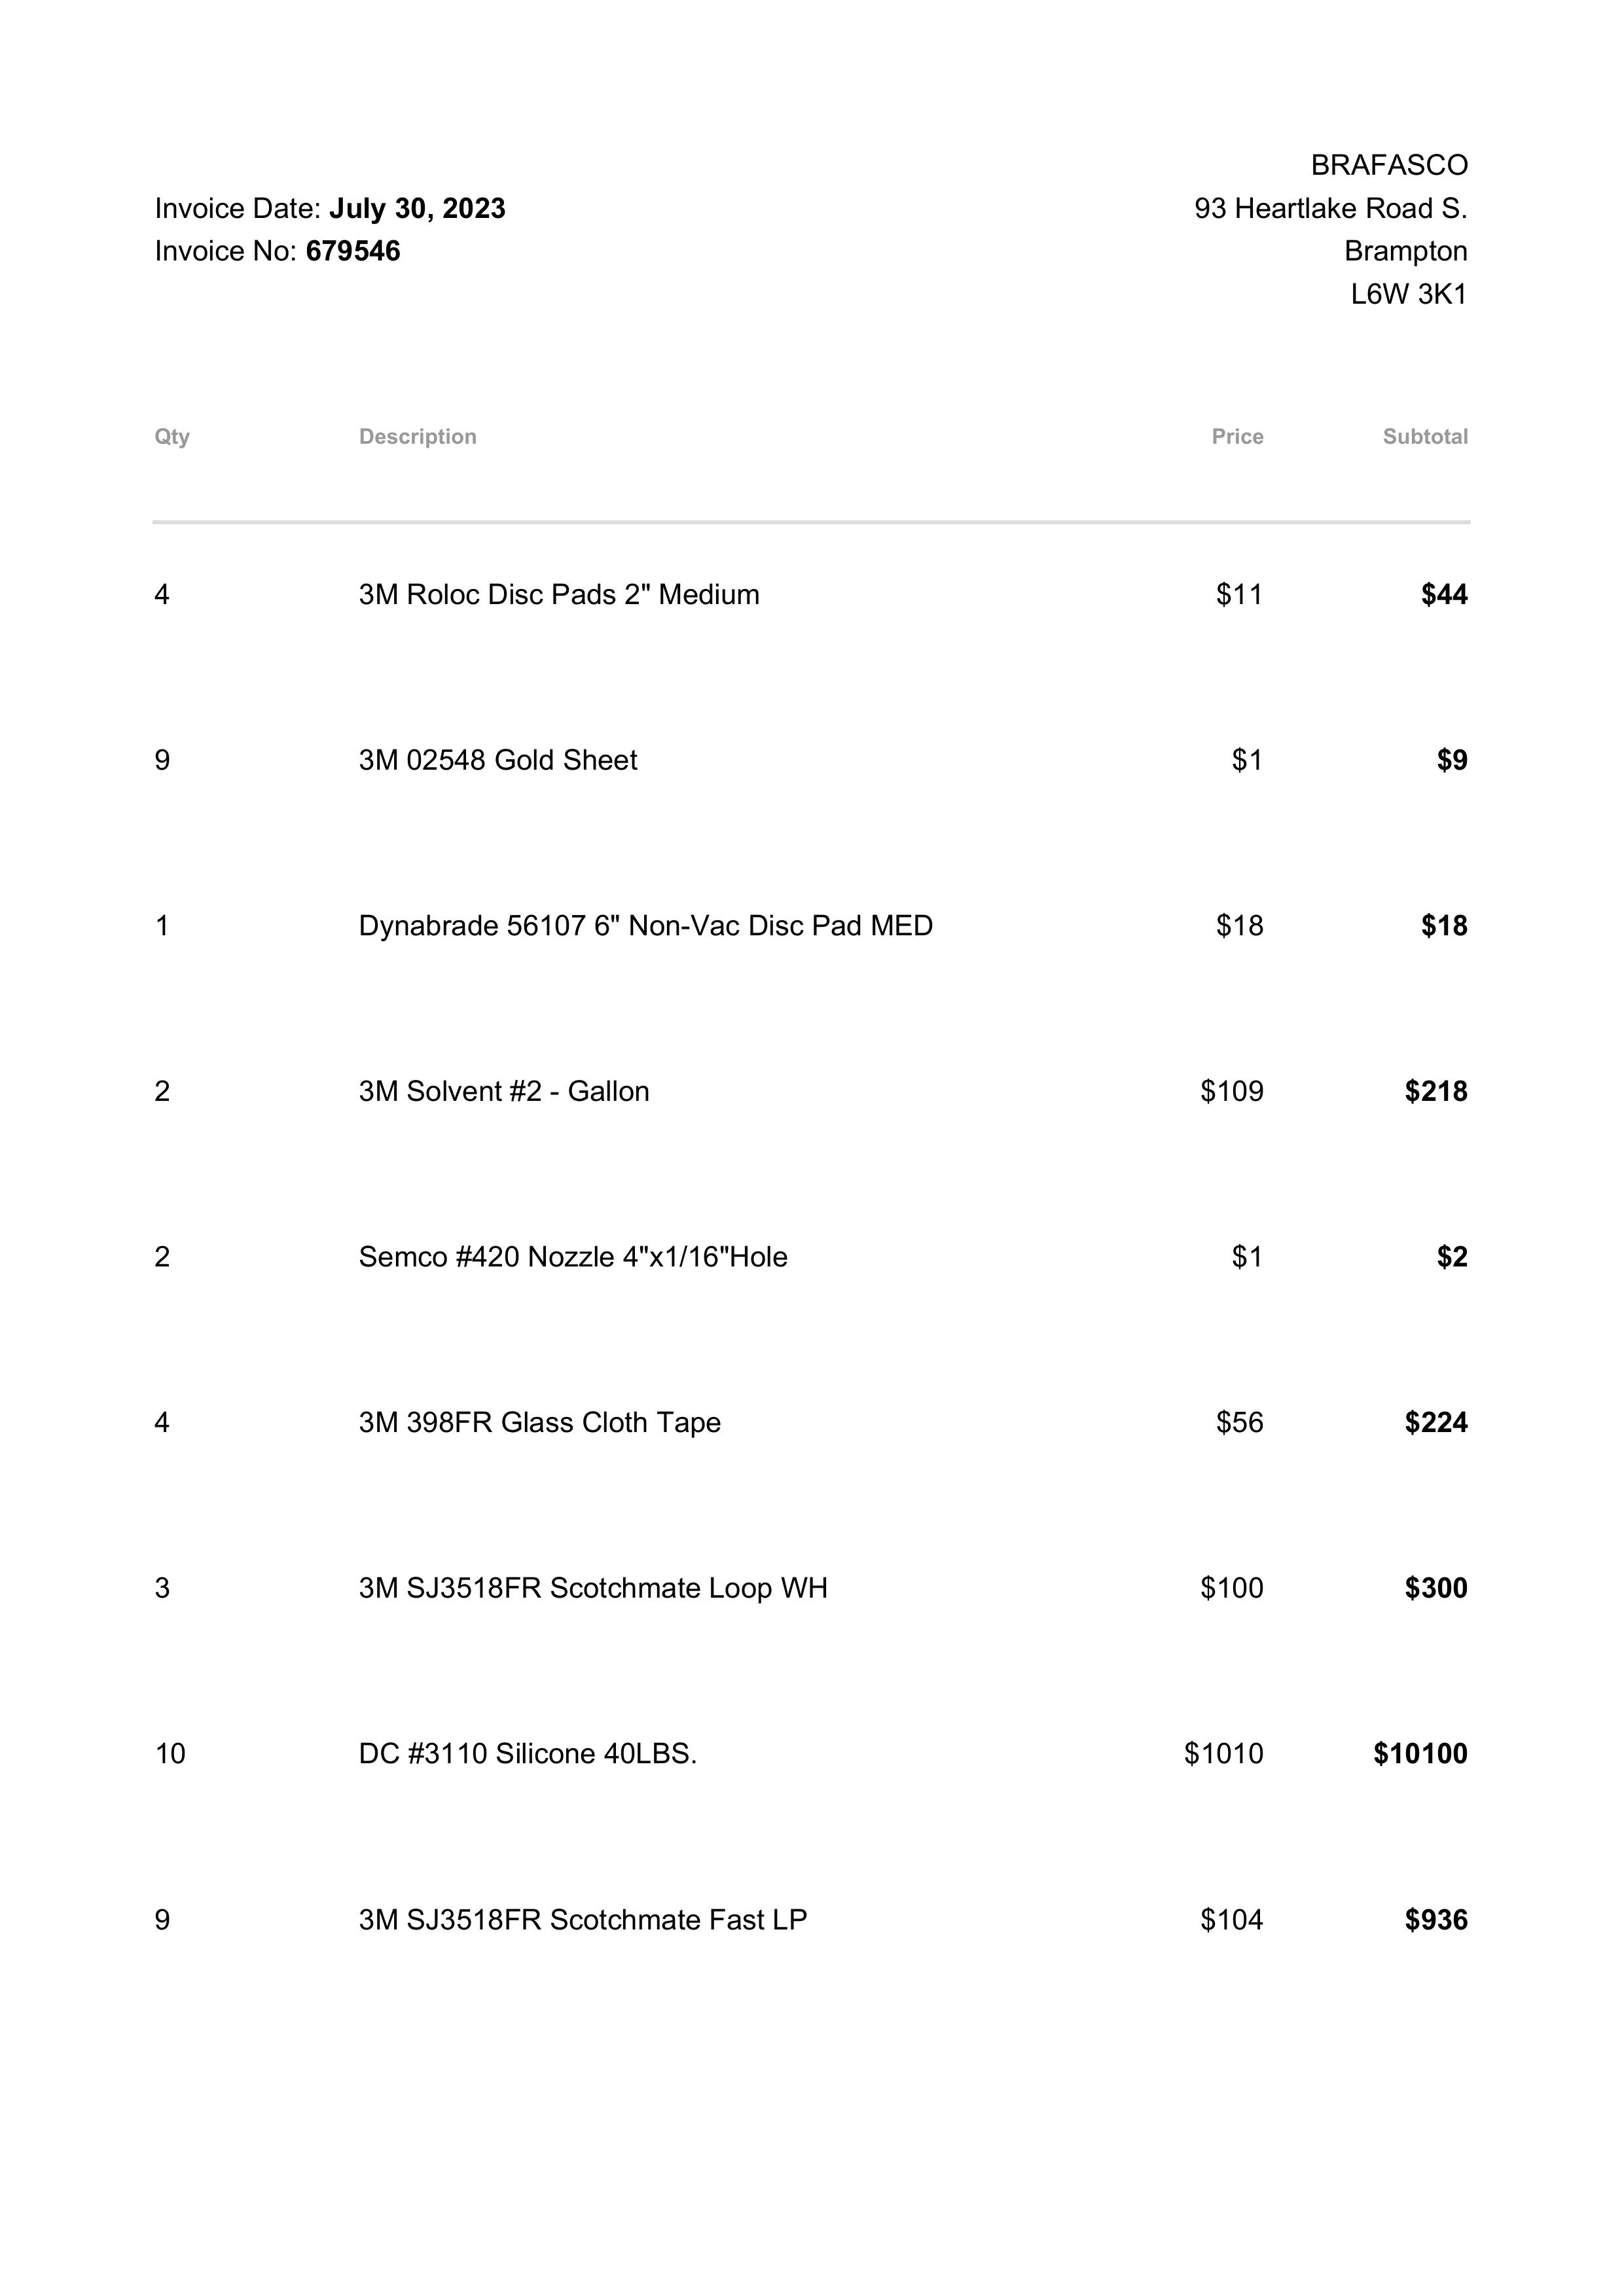 BRAFASCO
Invoice Date: July 30, 2023 93 Heartlake Road S.
Invoice No: 679546 Brampton
L6W 3K1
Qty Description Price Subtotal
4 3M Roloc Disc Pads 2" Medium $11 $44
9 3M 02548 Gold Sheet $1 $9
1 Dynabrade 56107 6" Non-Vac Disc Pad MED $18 $18
2 3M Solvent #2 - Gallon $109 $218
2 Semco #420 Nozzle 4"x1/16"Hole $1 $2
4 3M 398FR Glass Cloth Tape $56 $224
3 3M SJ3518FR Scotchmate Loop WH $100 $300
10 DC #3110 Silicone 40LBS. $1010 $10100
9 3M SJ3518FR Scotchmate Fast LP $104 $936